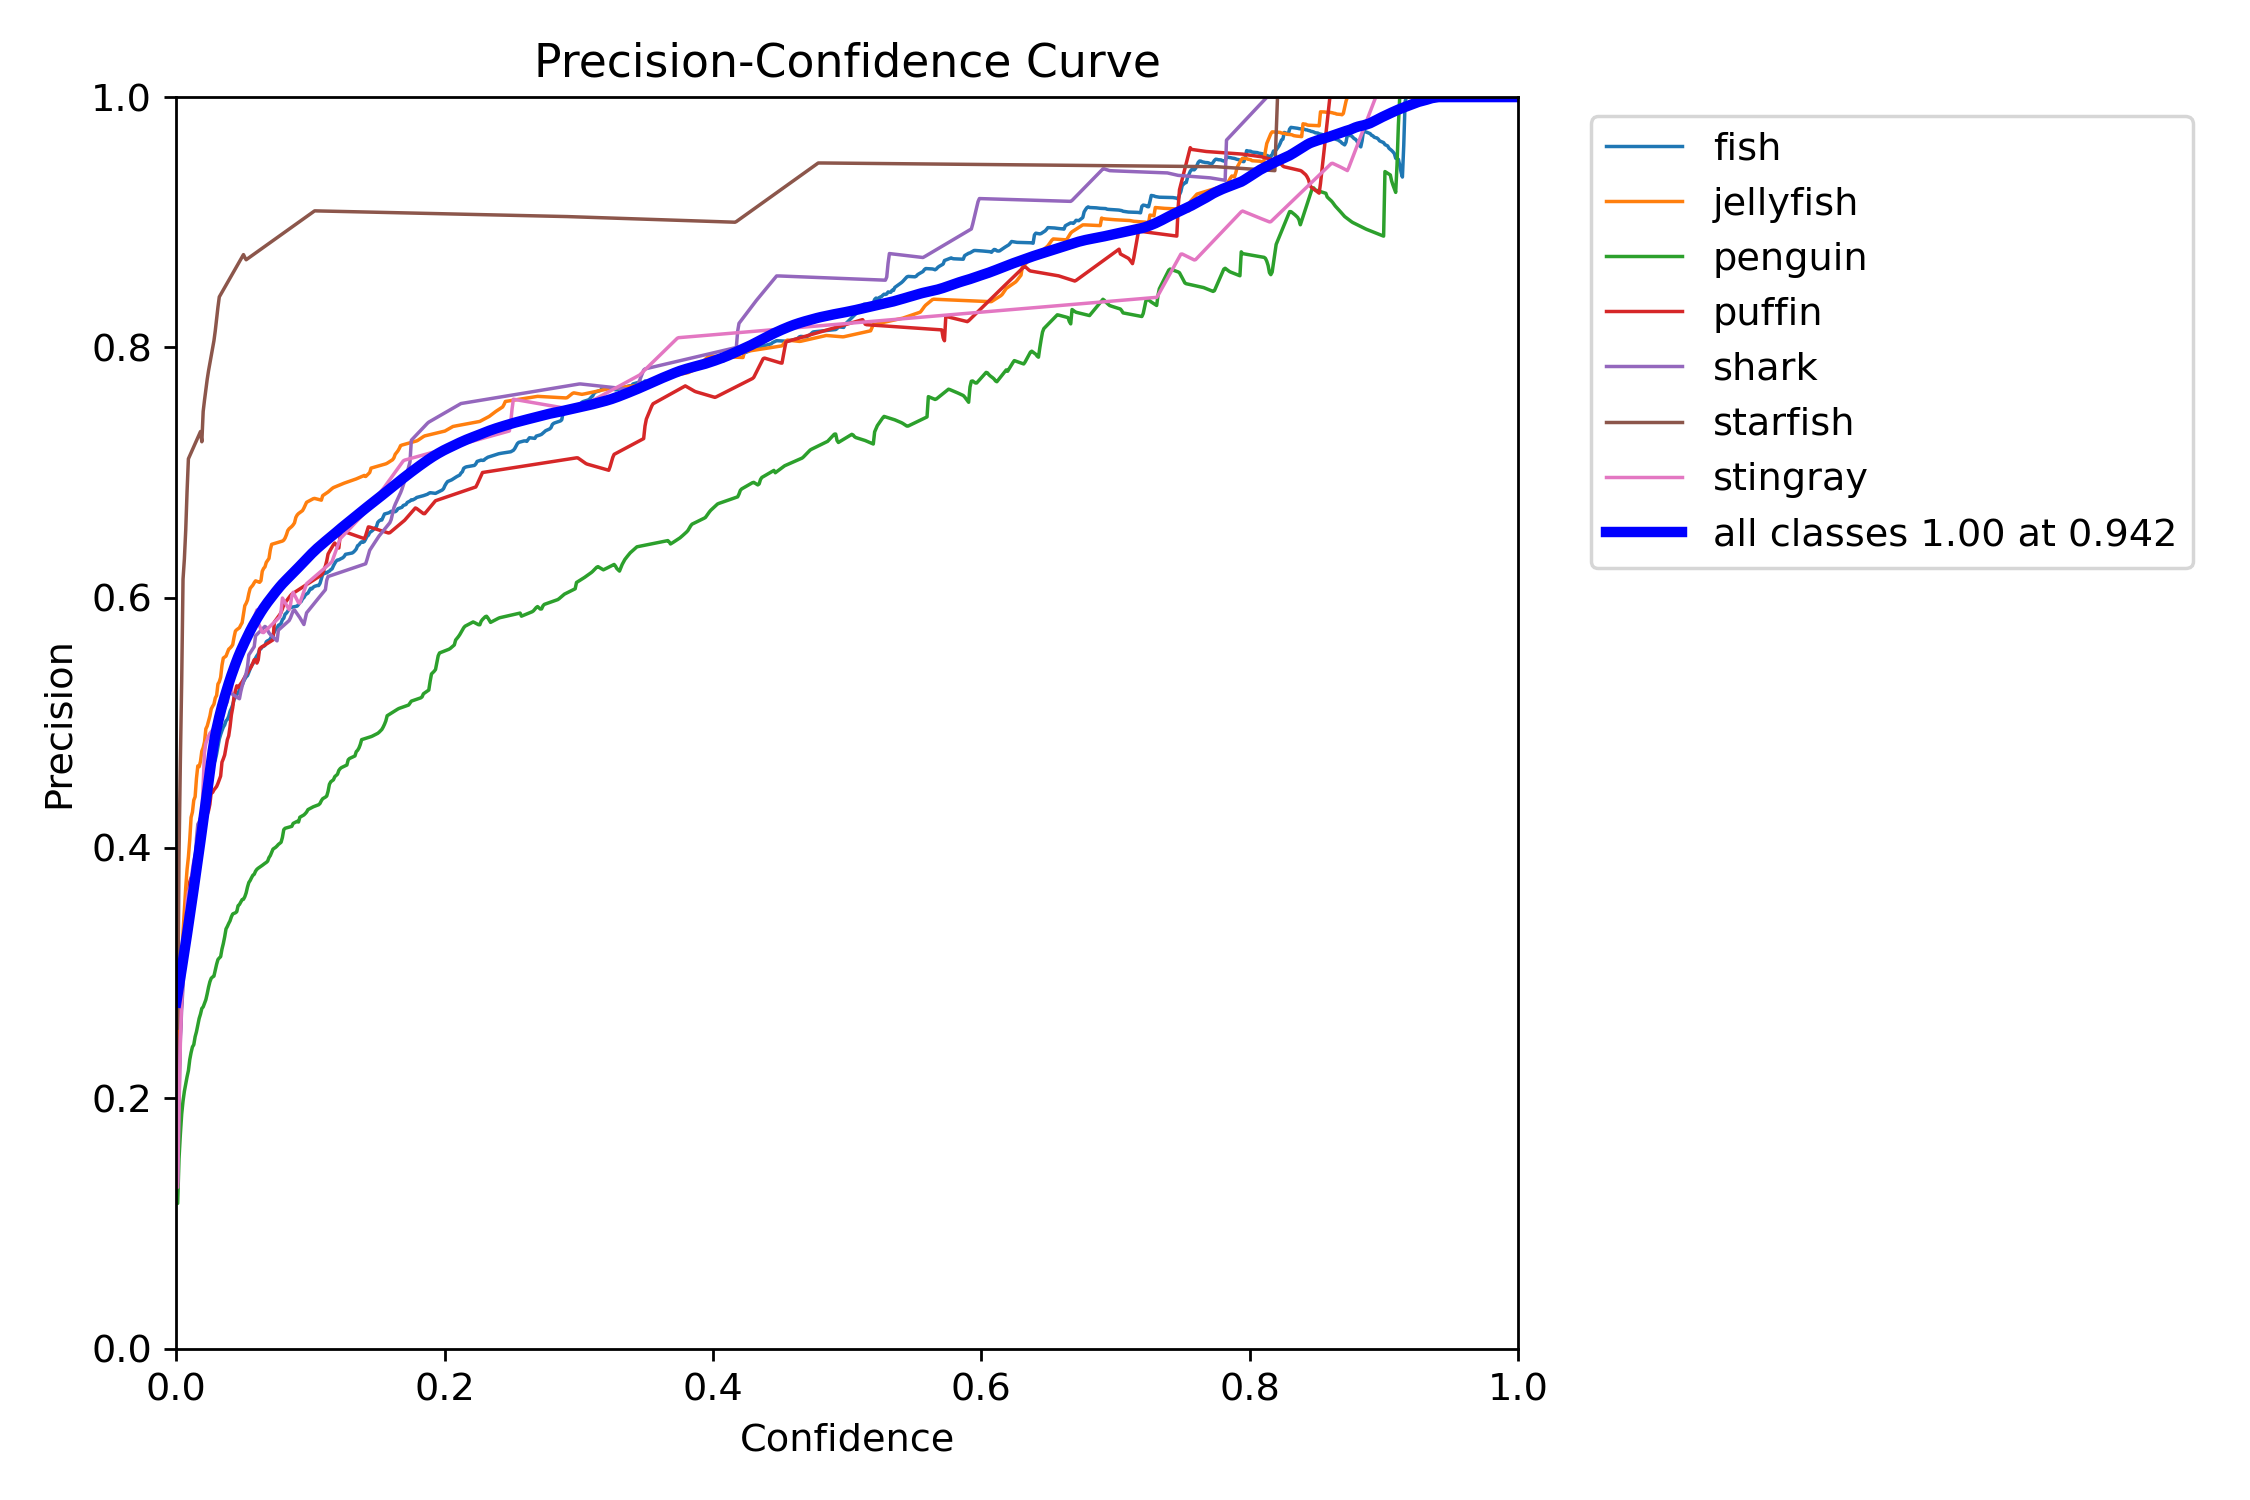 Precision-Confidence Curve
1.0
0.8
0.6
0.4
0.2
0.0
Precision
0.0 0.2 0.4 0.6 0.8 1.0
Confidence
fish
jellyfish
penguin
puffin
shark
starfish
stingray
all classes 1.00 at 0.942